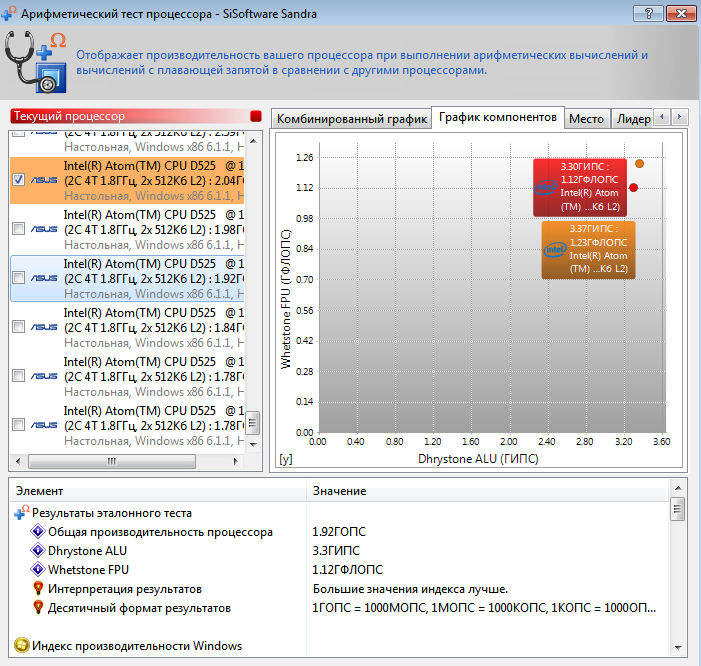 Арифметический тест процессора - SiSoftware Sandra
Отображает производительность вашего процессора при выполнении арифметических вычислений и
вычислений с плавающей запятой в сравнении с другими процессорами.
Текущий процессор
(2C 4T 1.8ГГц, 2x 512Кб L2) : 2.39Г
Настольная, Windows x86 6.1.1, Н
Intel(R) Atom(TM) CPU D525 @ 1
(2C 4T 1.8ГГц, 2x 512Кб L2) : 2.04Г
Настольная, Windows x86 6.1.1, Н
Intel(R) Atom(TM) CPU D525 @ 1
(2C 4T 1.8ГГц, 2x 512Кб L2) : 1.98Г
Настольная, Windows x86 6.1.1, Н
Intel(R) Atom(TM) CPU D525 @ 1
(2C 4T 1.8ГГц, 2x 512Кб L2) : 1.92Г
Настольная, Windows x86 6.1.1, Н
Intel(R) Atom(TM) CPU D525 @ 1
(2C 4T 1.8ГГц, 2x 512Кб L2) : 1.84Г
Настольная, Windows x86 6.1.1, Н
Intel(R) Atom(TM) CPU D525 @ 1
(2C 4T 1.8ГГц, 2x 512Кб L2) : 1.78Г
Настольная, Windows x86 6.1.1, Н
Intel(R) Atom(TM) CPU D525 @ 1
(2C 4T 1.8ГГц, 2x 512Кб L2) : 1.78Г
Настольная, Windows x86 6.1.1, Н
Комбинированный график График компонентов Место Лидер
Whetstone FPU (ГФЛОПС)
1.26
1.12
0.98
0.84
0.70
0.56
0.42
0.28
0.14
0.00
3.30ГИПС :
1.12ГФЛОПС
Intel(R) Atom
(TM) ...Кб L2)
3.37ГИПС :
1.23ГФЛОПС
Intel(R) Atom
(TM) ...Кб L2)
0.00 0.40 0.80 1.20 1.60 2.00 2.40 2.80 3.20 3.60
[y] Dhrystone ALU (ГИПС)
Элемент Значение
Результаты эталонного теста
Общая производительность процессора 1.92ГОПС
Dhrystone ALU 3.3ГИПС
Whetstone FPU 1.12ГФЛОПС
Интерпретация результатов Большие значения индекса лучше.
Десятичный формат результатов 1ГОПС = 1000МОПС, 1МОПС = 1000КОПС, 1КОПС = 1000ОП...
Индекс производительности Windows